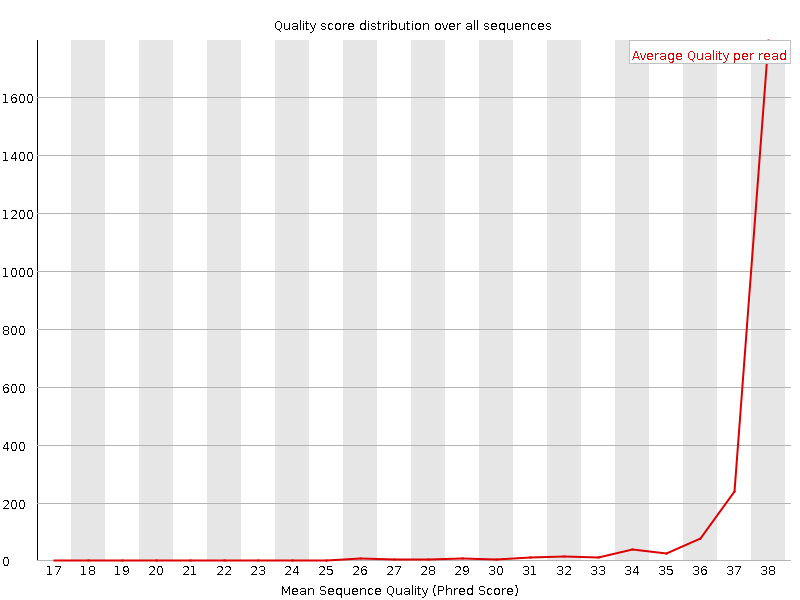 Quality score distribution over all sequences
Average Quality per read
1600
1400
1200
1000
800
600
400
200
0
17 18 19 20 21 22 23 24 25 26 27 28 29 30 31 32 33 34 35 36 37 38
Mean Sequence Quality (Phred Score)